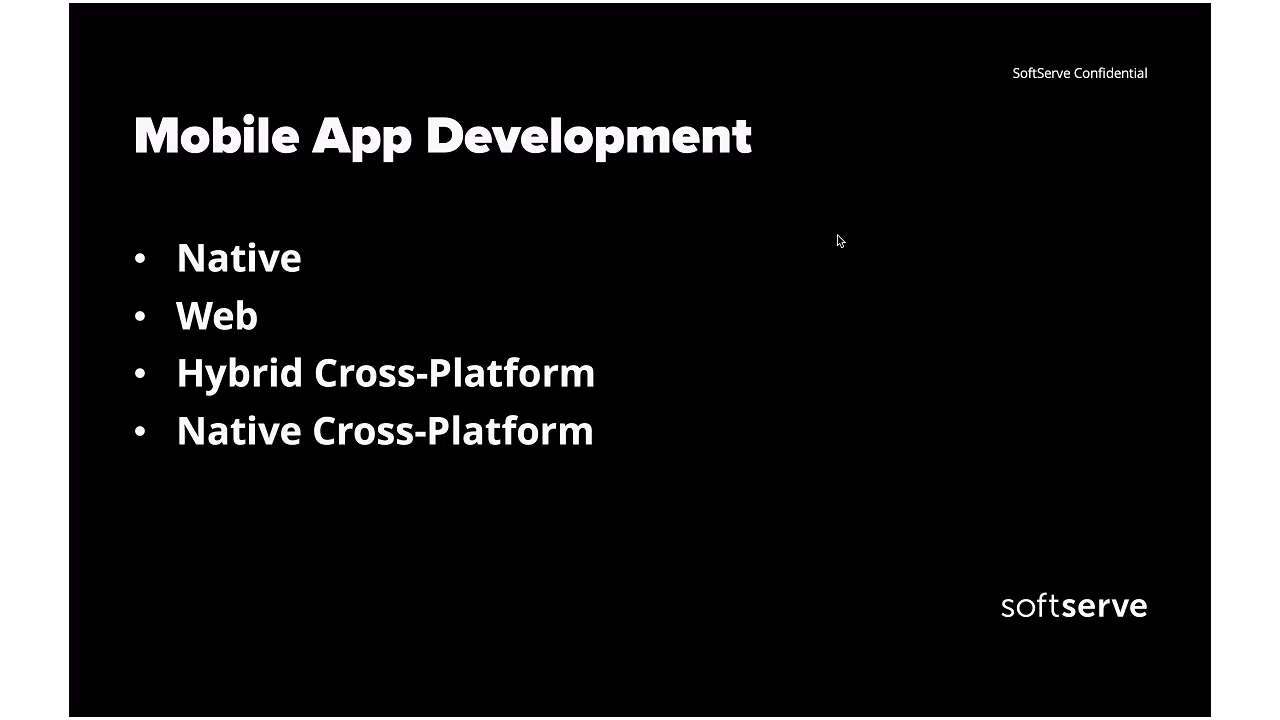 SoftServe Confidential
Mobile App Development
• Native
• Web
• Hybrid Cross-Platform
• Native Cross-Platform
softserve